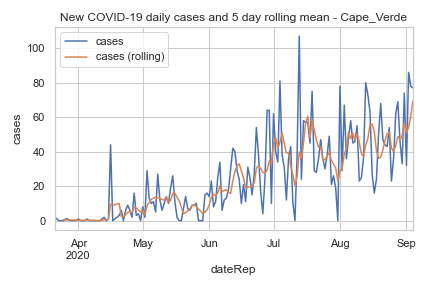 New COVID-19 daily cases and 5 day rolling mean - Cape_Verde
cases
cases (rolling)
100
80
60
40
20
0
cases
Apr
2020
May
Jun
Jul
Aug
Sep
dateRep